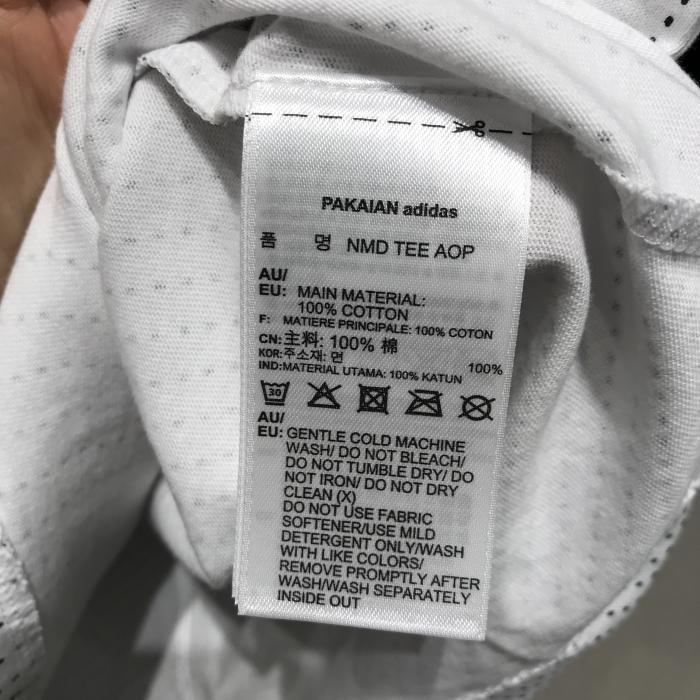 PAKAIAN adidas
품 명 NMD TEE AOP
AU/
EU: MAIN MATERIAL:
100% COTTON
F: MATIERE PRINCIPALE: 100% COTON
CN:主料: 100% 棉
KOR:주소재: 면 100%
IND:MATERIAL UTAMA: 100% KATUN
30
AU/
EU: GENTLE COLD MACHINE
WASH/ DO NOT BLEACH/
DO NOT TUMBLE DRY/ DO
NOT IRON/ DO NOT DRY
CLEAN (X)
DO NOT USE FABRIC
SOFTENER/USE MILD
DETERGENT ONLY/WASH
WITH LIKE COLORS/
REMOVE PROMPTLY AFTER
WASH/WASH SEPARATELY
INSIDE OUT